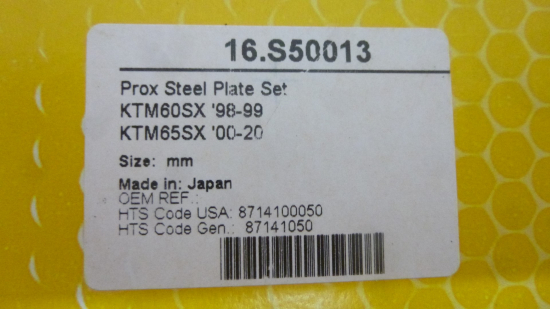 16.S50013
Prox Steel Plate Set
KTM60SX '98-99
KTM65SX '00-20
Size: mm
Made in: Japan
OEM REF.:
HTS Code USA: 8714100050
HTS Code Gen.: 87141050